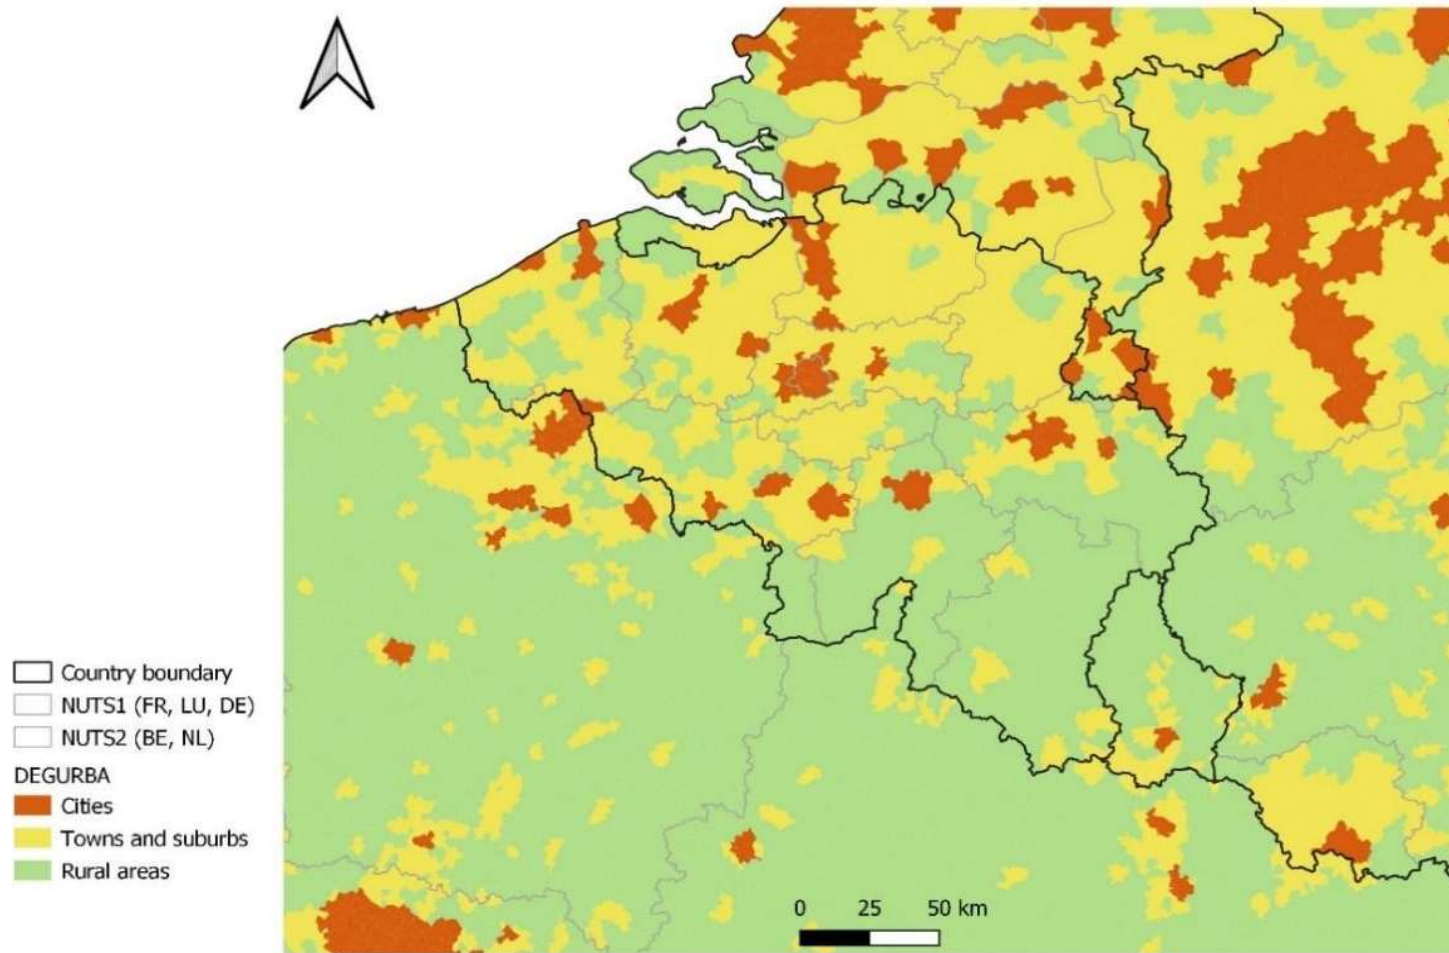 Country boundary
NUTS1 (FR, LU, DE)
NUTS2 (BE, NL)
DEGURBA
Cities
Towns and suburbs
Rural areas
0 25 50 km